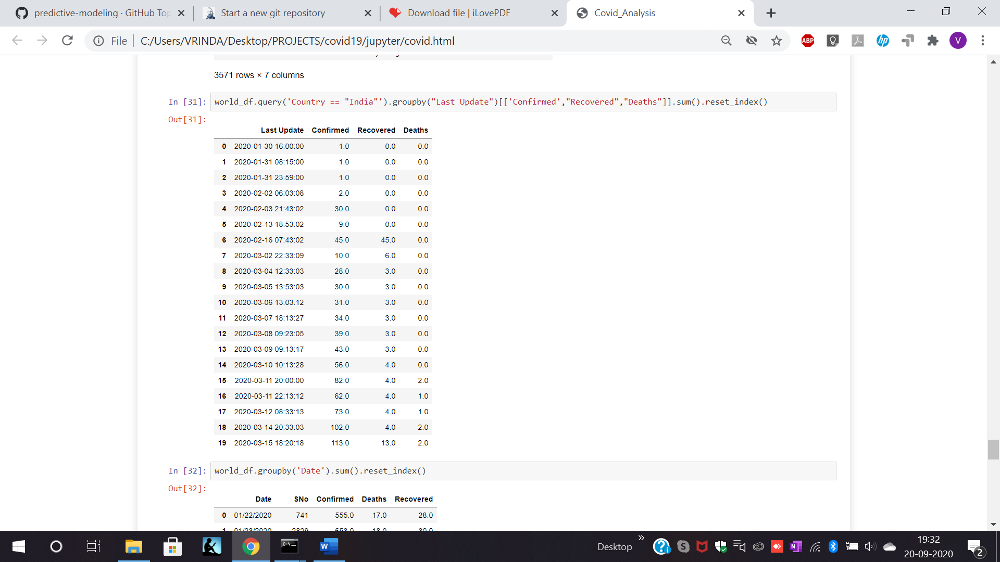 predictive-modeling · GitHub Top
Start a new git repository
Download file | iLovePDF
Covid_Analysis
File
C:/Users/VRINDA/Desktop/PROJECTS/covid19/jupyter/covid.html
ABP
hp
V
3571 rows × 7 columns
In [31]: world_df.query('Country == "India"').groupby("Last Update")[['Confirmed',"Recovered","Deaths"]].sum().reset_index()
Out[31]:
Last Update Confirmed Recovered Deaths
0 2020-01-30 16:00:00 1.0 0.0 0.0
1 2020-01-31 08:15:00 1.0 0.0 0.0
2 2020-01-31 23:59:00 1.0 0.0 0.0
3 2020-02-02 06:03:08 2.0 0.0 0.0
4 2020-02-03 21:43:02 30.0 0.0 0.0
5 2020-02-13 18:53:02 9.0 0.0 0.0
6 2020-02-16 07:43:02 45.0 45.0 0.0
7 2020-03-02 22:33:09 10.0 6.0 0.0
8 2020-03-04 12:33:03 28.0 3.0 0.0
9 2020-03-05 13:53:03 30.0 3.0 0.0
10 2020-03-06 13:03:12 31.0 3.0 0.0
11 2020-03-07 18:13:27 34.0 3.0 0.0
12 2020-03-08 09:23:05 39.0 3.0 0.0
13 2020-03-09 09:13:17 43.0 3.0 0.0
14 2020-03-10 10:13:28 56.0 4.0 0.0
15 2020-03-11 20:00:00 82.0 4.0 2.0
16 2020-03-11 22:13:12 62.0 4.0 1.0
17 2020-03-12 08:33:13 73.0 4.0 1.0
18 2020-03-14 20:33:03 102.0 4.0 2.0
19 2020-03-15 18:20:18 113.0 13.0 2.0
In [32]: world_df.groupby('Date').sum().reset_index()
Out[32]:
Date SNo Confirmed Deaths Recovered
0 01/22/2020 741 555.0 17.0 28.0
1 01/23/2020 2829 653.0 18.0 30.0
Desktop
19:32
20-09-2020
2